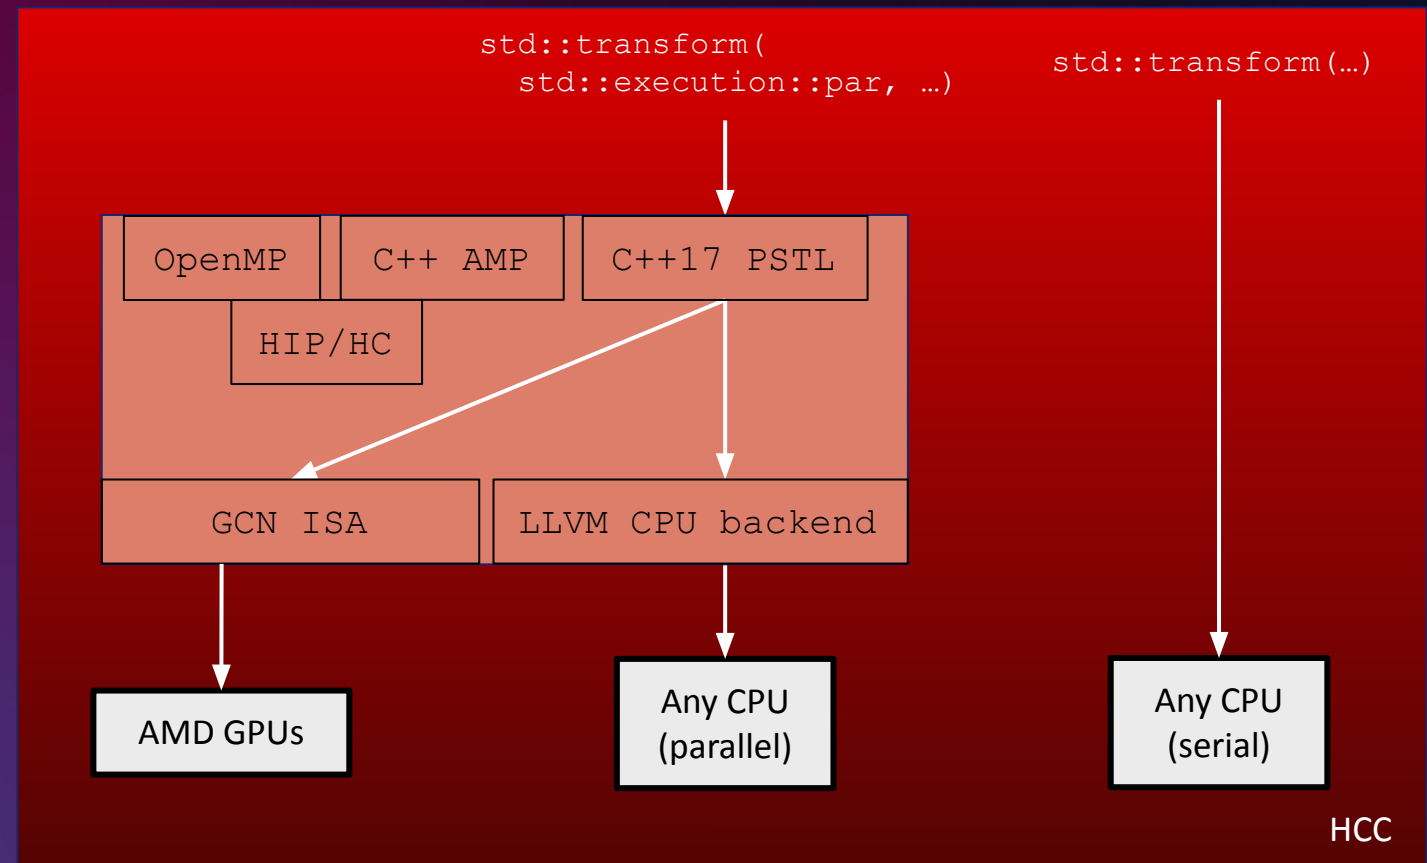 std::transform(
std::execution::par, …)
std::transform(…)
OpenMP
C++ AMP
C++17 PSTL
HIP/HC
GCN ISA
LLVM CPU backend
AMD GPUs
Any CPU
(parallel)
Any CPU
(serial)
HCC